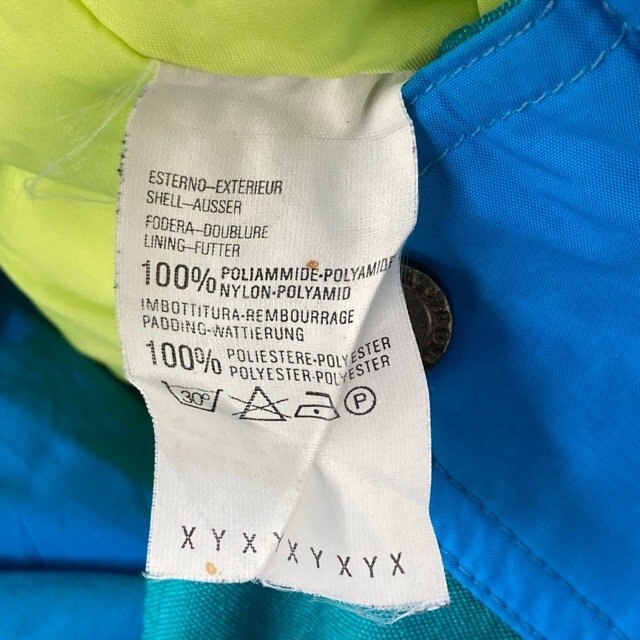 ESTERNO-EXTERIEUR
SHELL-AUSSER
FODERA-DOUBLURE
LINING-FUTTER
100% POLIAMMIDE·POLYAMIDE
NYLON·POLYAMID
IMBOTTITURA·REMBOURRAGE
PADDING·WATTIERUNG
100% POLIESTERE·POLYESTER
POLYESTER·POLYESTER
30° P
X Y X Y X Y X Y X